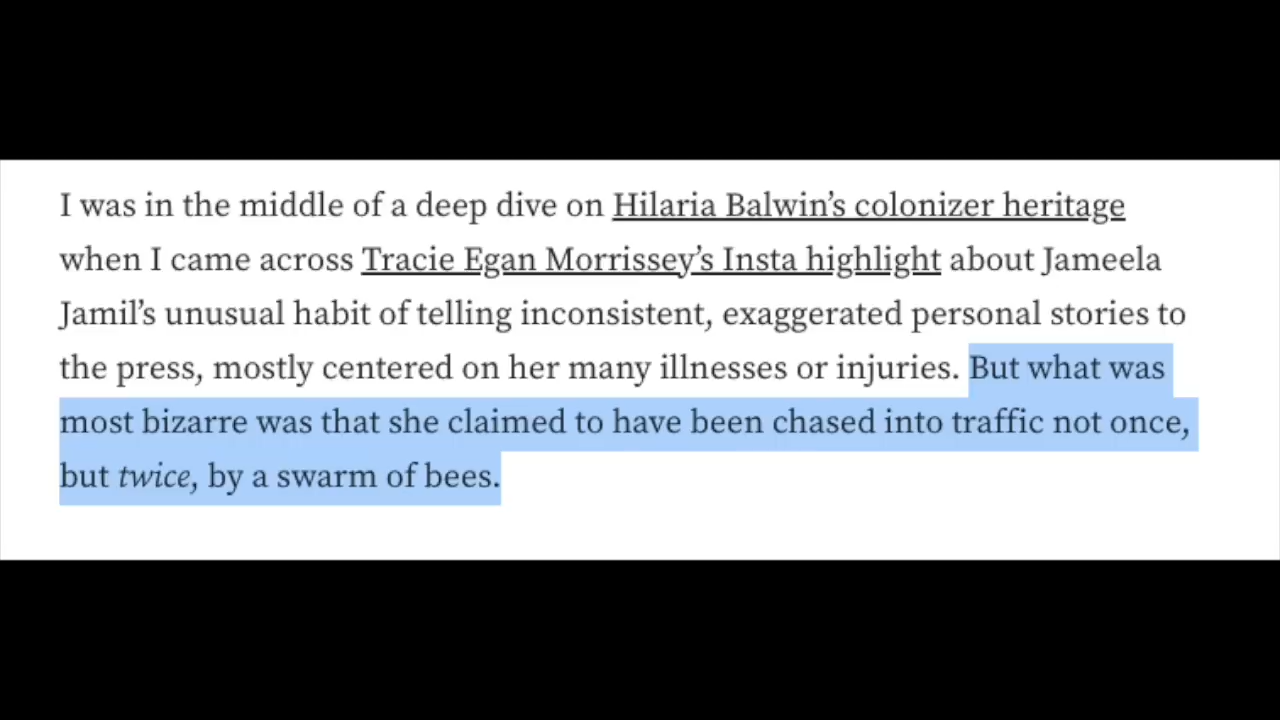 I was in the middle of a deep dive on Hilaria Balwin’s colonizer heritage
when I came across Tracie Egan Morrissey’s Insta highlight about Jameela
Jamil’s unusual habit of telling inconsistent, exaggerated personal stories to
the press, mostly centered on her many illnesses or injuries. But what was
most bizarre was that she claimed to have been chased into traffic not once,
but twice, by a swarm of bees.